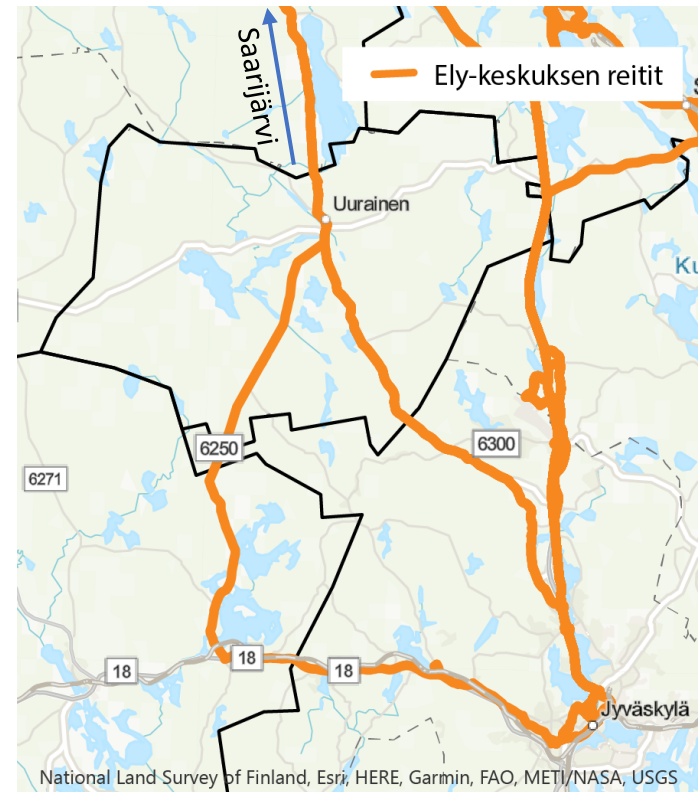 Saarijärvi
Ely-keskuksen reitit
S
Uurainen
Ku
6250
6300
6271
18
18
18
Jyväskylä
National Land Survey of Finland, Esri, HERE, Garmin, FAO, METI/NASA, USGS